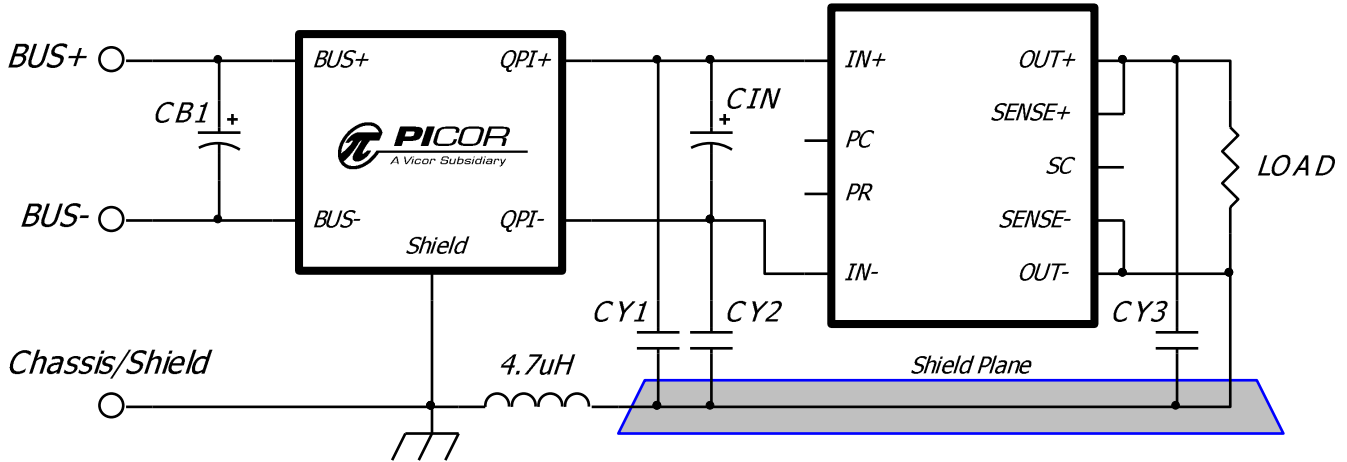 BUS+
BUS+
QPI+
IN+
OUT+
CB1
+
CIN
+
SENSE+
PICOR
A Vicor Subsidiary
PC
SC
LOAD
PR
BUS-
BUS-
QPI-
SENSE-
Shield
IN-
OUT-
CY1
CY2
CY3
Chassis/Shield
4.7uH
Shield Plane